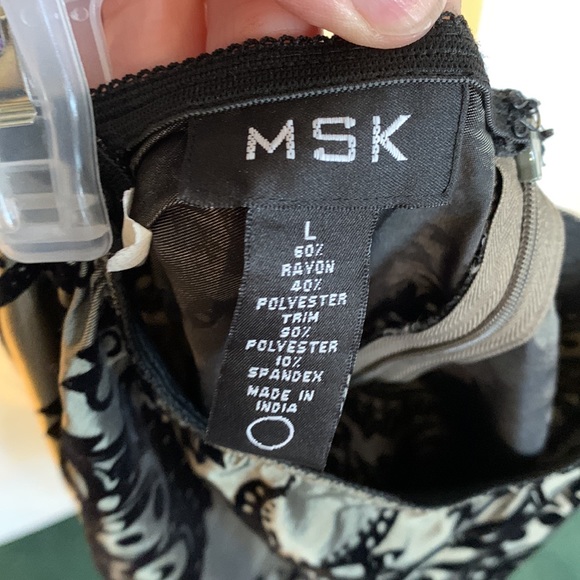 MSK
L
60%
RAYON
40%
POLYESTER
TRIM
90%
POLYESTER
10%
SPANDEX
MADE IN
INDIA